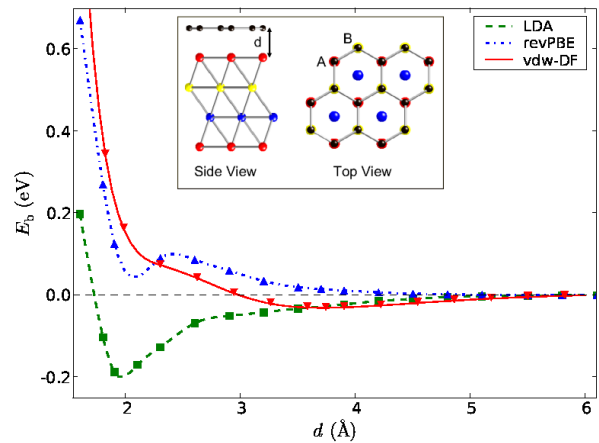 LDA
revPBE
vdw-DF
d
B
A
Side View
Top View
0.6
0.4
0.2
0.0
-0.2
E_b (eV)
2
3
4
5
6
d (Å)